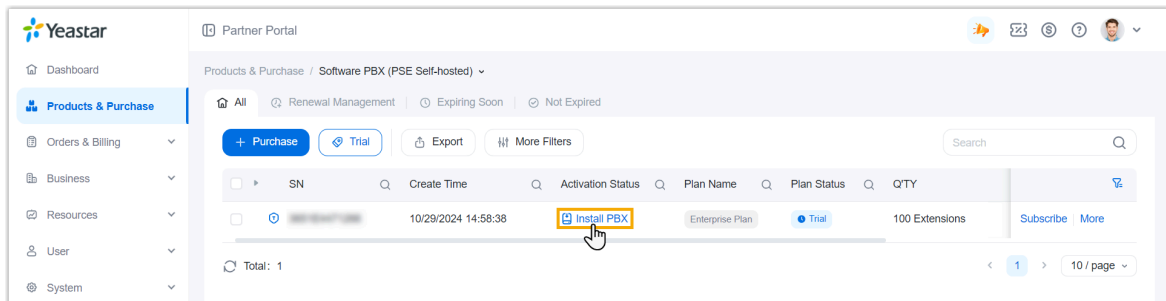 Yeastar
Partner Portal
Dashboard
Products & Purchase / Software PBX (PSE Self-hosted)
Products & Purchase
All Renewal Management Expiring Soon Not Expired
Orders & Billing
+ Purchase Trial Export More Filters Search
Business
SN Create Time Activation Status Plan Name Plan Status Q'TY
Resources
10/29/2024 14:58:38 Install PBX Enterprise Plan Trial 100 Extensions Subscribe More
User
Total: 1 < 1 > 10 / page
System